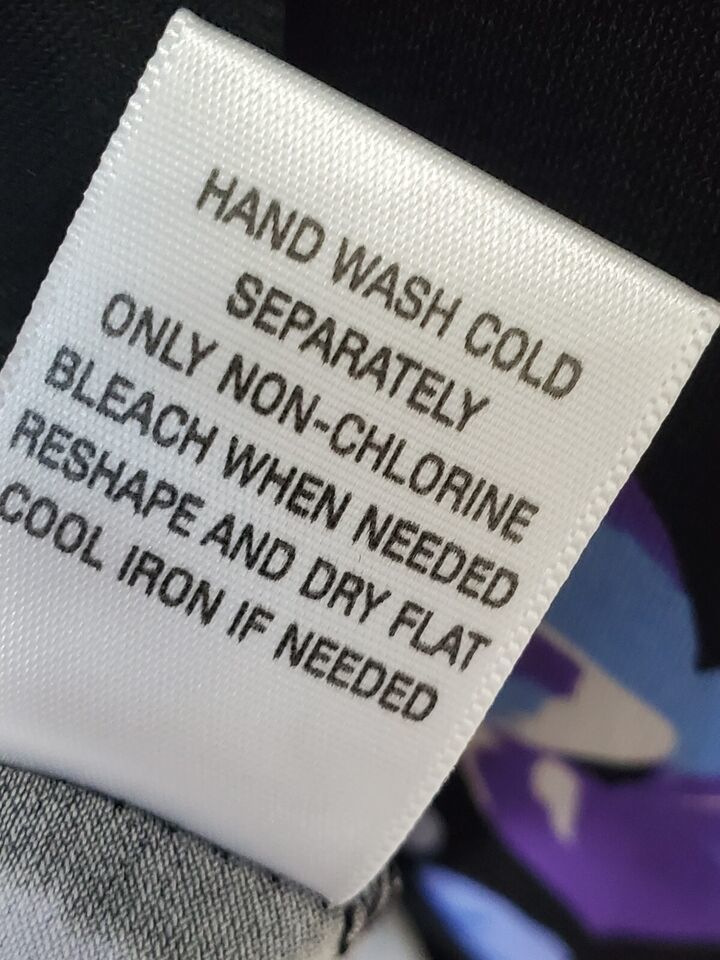 HAND WASH COLD
SEPARATELY
ONLY NON-CHLORINE
BLEACH WHEN NEEDED
RESHAPE AND DRY FLAT
COOL IRON IF NEEDED